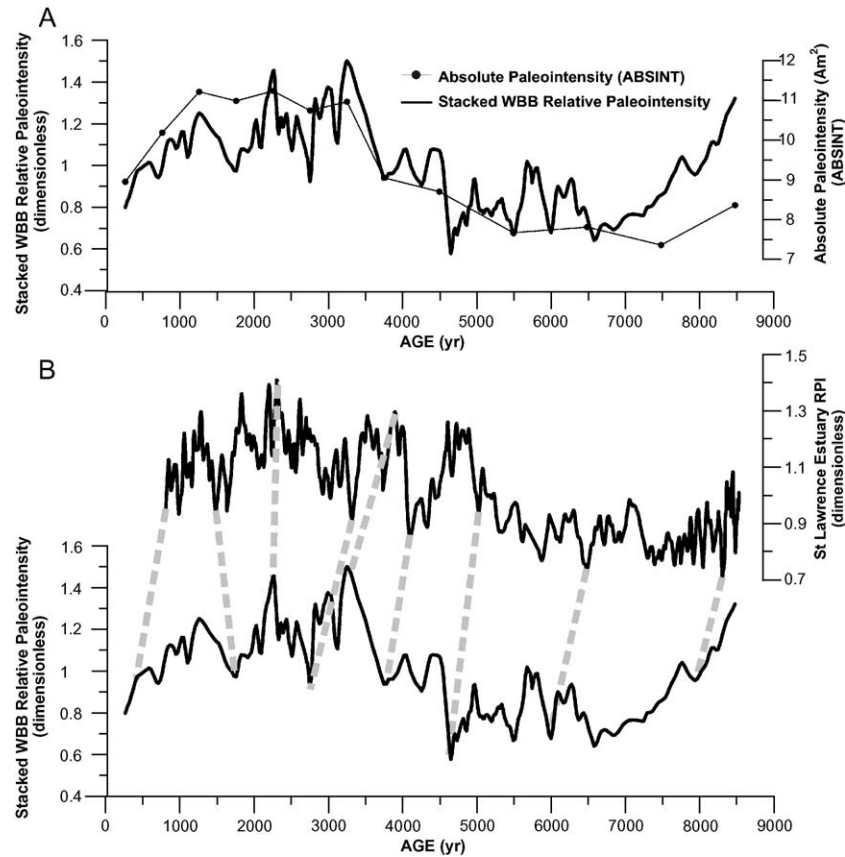 A
Stacked WBB Relative Paleointensity
(dimensionless)
1.6
1.4
1.2
1
0.8
0.6
0.4
Absolute Paleointensity (ABSINT)
Stacked WBB Relative Paleointensity
12
11
10
9
8
7
Absolute Paleointensity (Am²)
(ABSINT)
0 1000 2000 3000 4000 5000 6000 7000 8000 9000
AGE (yr)
B
1.5
1.3
1.1
0.9
0.7
St Lawrence Estuary RPI
(dimensionless)
Stacked WBB Relative Paleointensity
(dimensionless)
1.6
1.4
1.2
1
0.8
0.6
0.4
0 1000 2000 3000 4000 5000 6000 7000 8000 9000
AGE (yr)